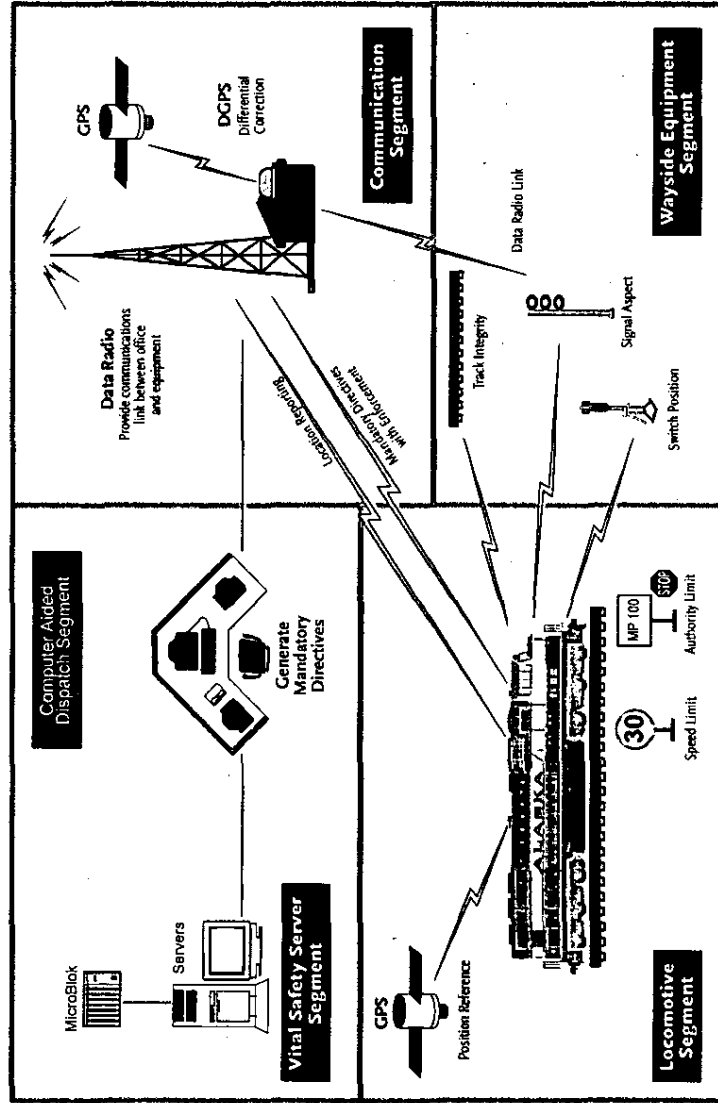 MicroBlok
Servers
Vital Safety Server
Segment
Computer Aided
Dispatch Segment
Generate
Mandatory
Directives
Data Radio
Provide communications
link between office
and equipment
GPS
DGPS
Differential
Correction
Communication
Segment
Location Reporting
Mandatory Directives
with Enforcement
GPS
Position Reference
Locomotive
Segment
ALASKA
30
Speed Limit
MP 100
STOP
Authority Limit
Track Integrity
Data Radio Link
Signal Aspect
Switch Position
Wayside Equipment
Segment